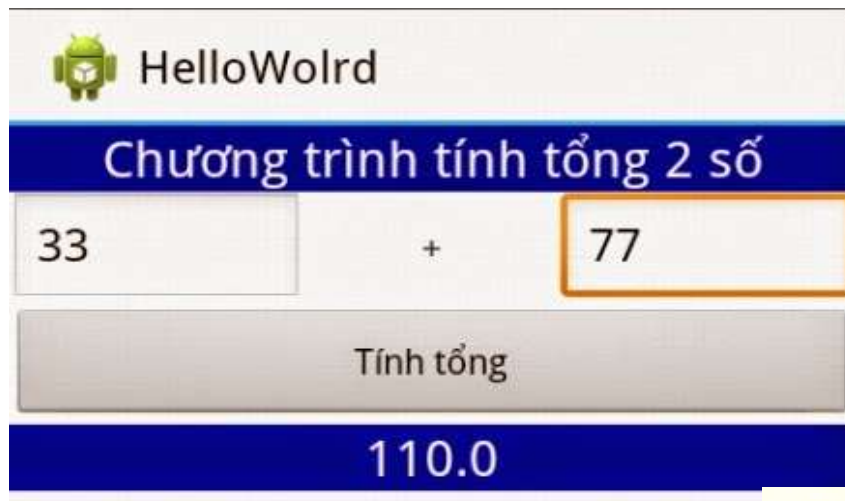 HelloWolrd
Chương trình tính tổng 2 số
33 + 77
Tính tổng
110.0